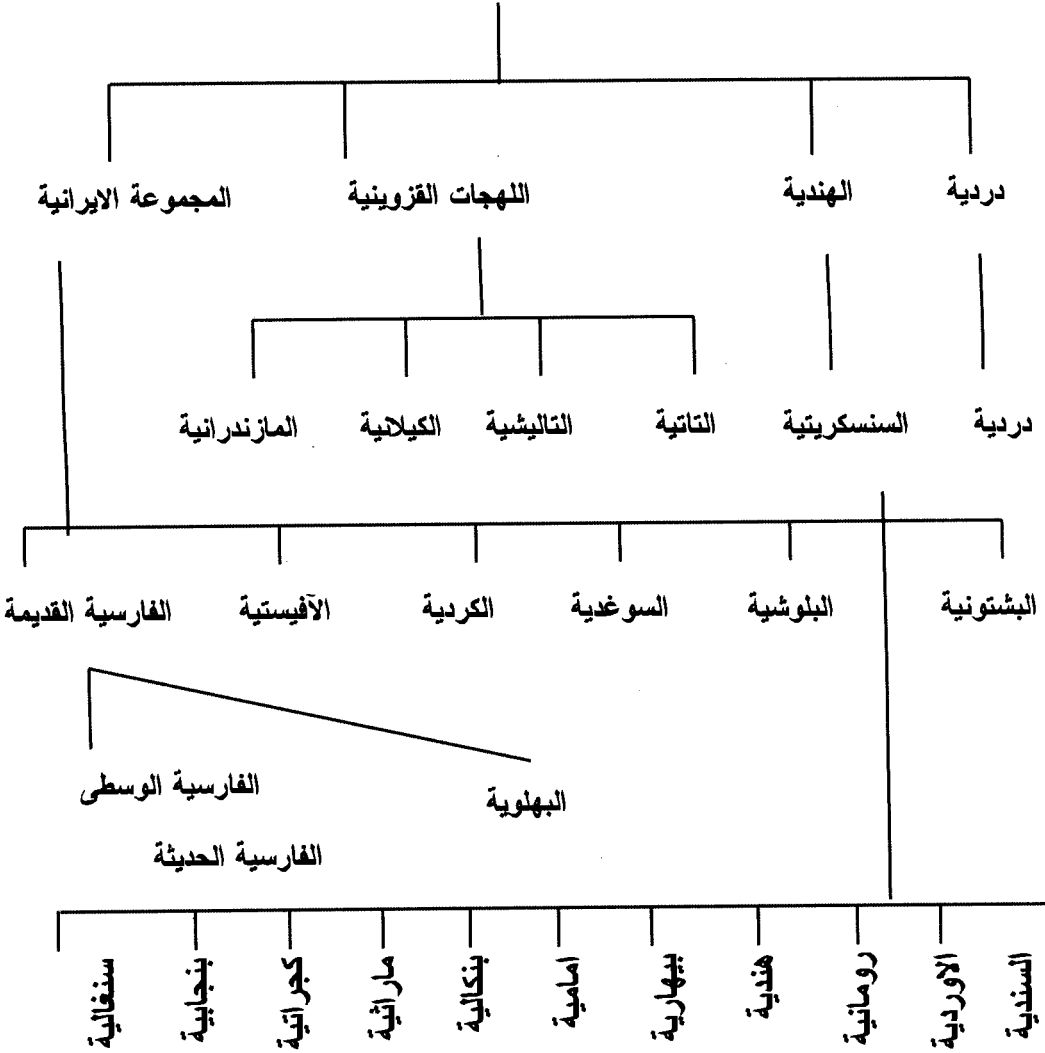 دردية الهندية اللهجات القزوينية المجموعة الايرانية
دردية السنسكريتية التاتية التاليشية الكيلانية المازندرانية
البشتونية البلوشية السوغدية الكردية الآفيستية الفارسية القديمة
البهلوية الفارسية الوسطى
الفارسية الحديثة
السندية الاوردية رومانية هندية بيهارية امامية بنكالية ماراثية كجراتية بنجابية سنغالية